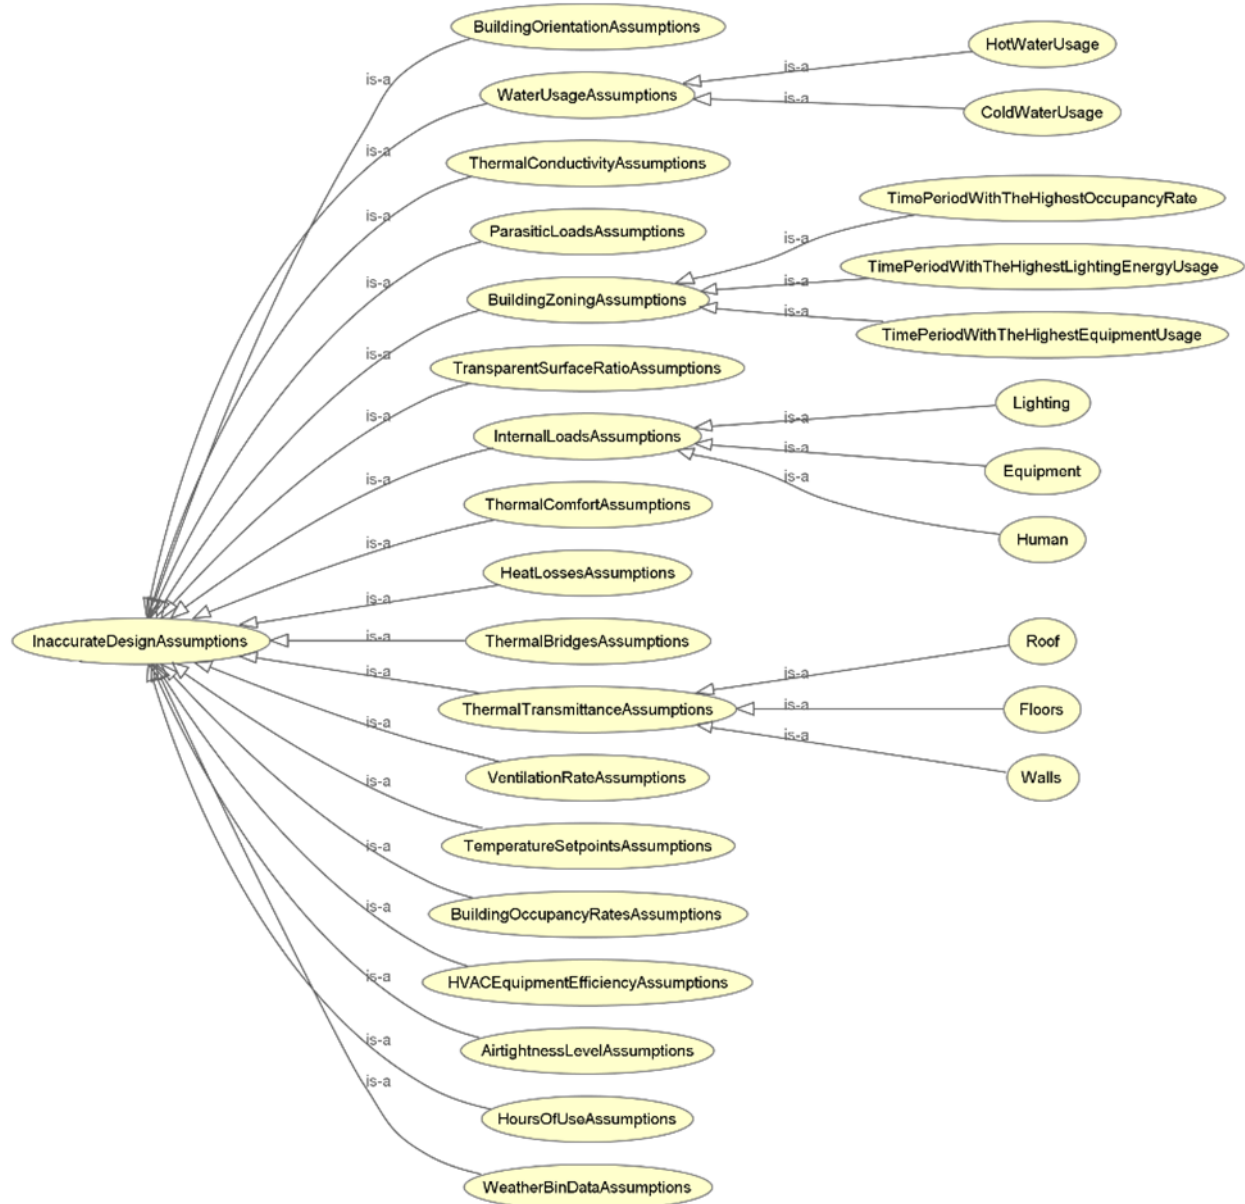 BuildingOrientationAssumptions
HotWaterUsage
is-a
is-a
WaterUsageAssumptions
is-a
ColdWaterUsage
is-a
ThermalConductivityAssumptions
TimePeriodWithTheHighestOccupancyRate
is-a
ParasiticLoadsAssumptions
is-a
TimePeriodWithTheHighestLightingEnergyUsage
is-a
is-a
BuildingZoningAssumptions
is-a
TimePeriodWithTheHighestEquipmentUsage
is-a
TransparentSurfaceRatioAssumptions
Lighting
is-a
is-a
InternalLoadsAssumptions
is-a
Equipment
is-a
is-a
ThermalComfortAssumptions
Human
is-a
HeatLossesAssumptions
is-a
InaccurateDesignAssumptions
is-a
ThermalBridgesAssumptions
Roof
is-a
is-a
ThermalTransmittanceAssumptions
is-a
Floors
is-a
is-a
VentilationRateAssumptions
Walls
is-a
TemperatureSetpointsAssumptions
is-a
BuildingOccupancyRatesAssumptions
is-a
HVACEquipmentEfficiencyAssumptions
is-a
AirtightnessLevelAssumptions
is-a
is-a
HoursOfUseAssumptions
WeatherBinDataAssumptions